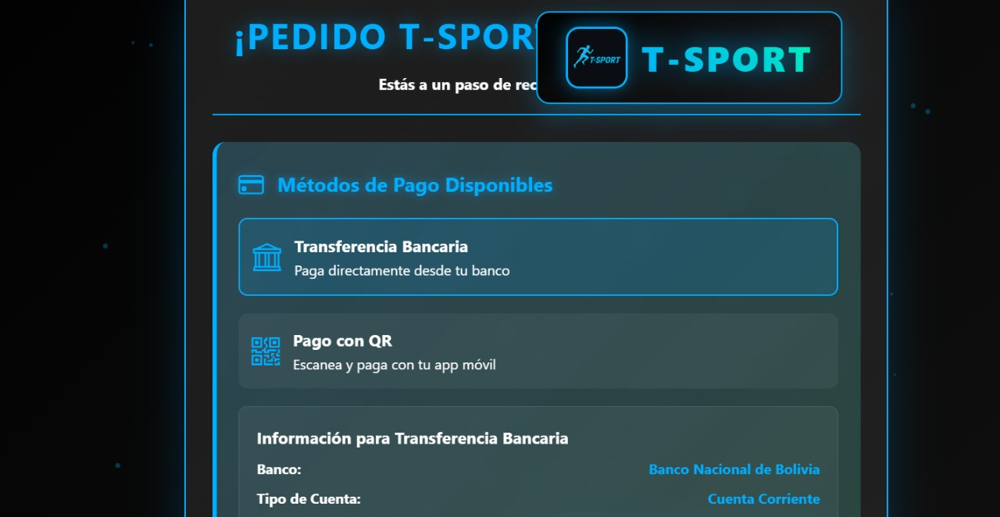 ¡PEDIDO T-SPOR
T-SPORT
T-SPORT
Estás a un paso de rec
Métodos de Pago Disponibles
Transferencia Bancaria
Paga directamente desde tu banco
Pago con QR
Escanea y paga con tu app móvil
Información para Transferencia Bancaria
Banco: Banco Nacional de Bolivia
Tipo de Cuenta: Cuenta Corriente